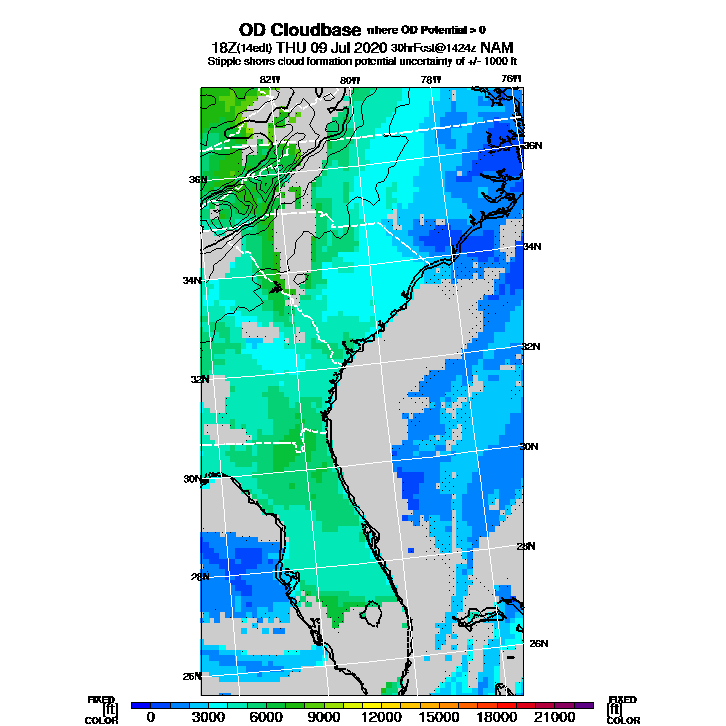 OD Cloudbase where OD Potential > 0
18Z(14edt) THU 09 Jul 2020 30hrFcst@1424z NAM
Stipple shows cloud formation potential uncertainty of +/- 1000 ft
82W 80W 78W 76W
36N
36N
34N
34N
32N
32N
30N
30N
28N
28N
26N
26N
FIXED [ft] COLOR
0 3000 6000 9000 12000 15000 18000 21000
FIXED [ft] COLOR